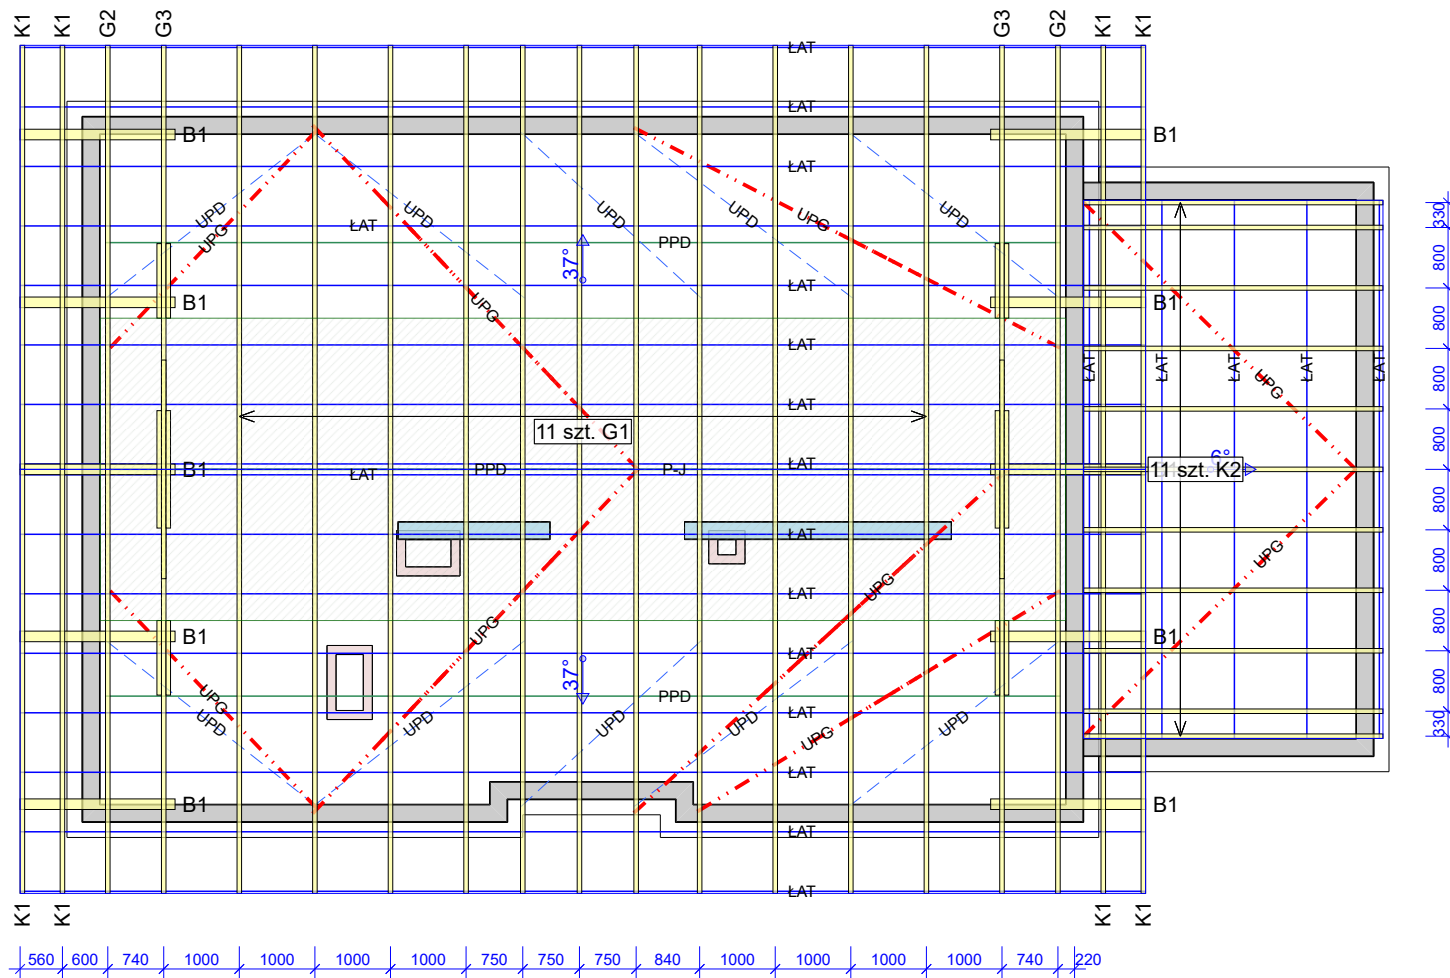 K1 K1 G2 G3 G3 G2 K1 K1
ŁAT
ŁAT
B1 B1
ŁAT
UPD UPD UPD UPD UPG UPD
ŁAT ŁAT
UPG PPD
37°
ŁAT
B1 UPG B1
ŁAT
ŁAT ŁAT ŁAT ŁAT ŁAT
UPG
ŁAT
11 szt. G1
B1 ŁAT PPD P-J ŁAT 6° 11 szt. K2
ŁAT
UPG
UPG
ŁAT
UPG
B1 B1
ŁAT
37°
UPG PPD
ŁAT
UPD UPD UPD UPD UPG UPD
ŁAT
B1 B1
ŁAT
ŁAT
K1 K1 K1 K1
560 600 740 1000 1000 1000 1000 750 750 750 840 1000 1000 1000 1000 740 220
330
800
800
800
800
800
800
800
800
330